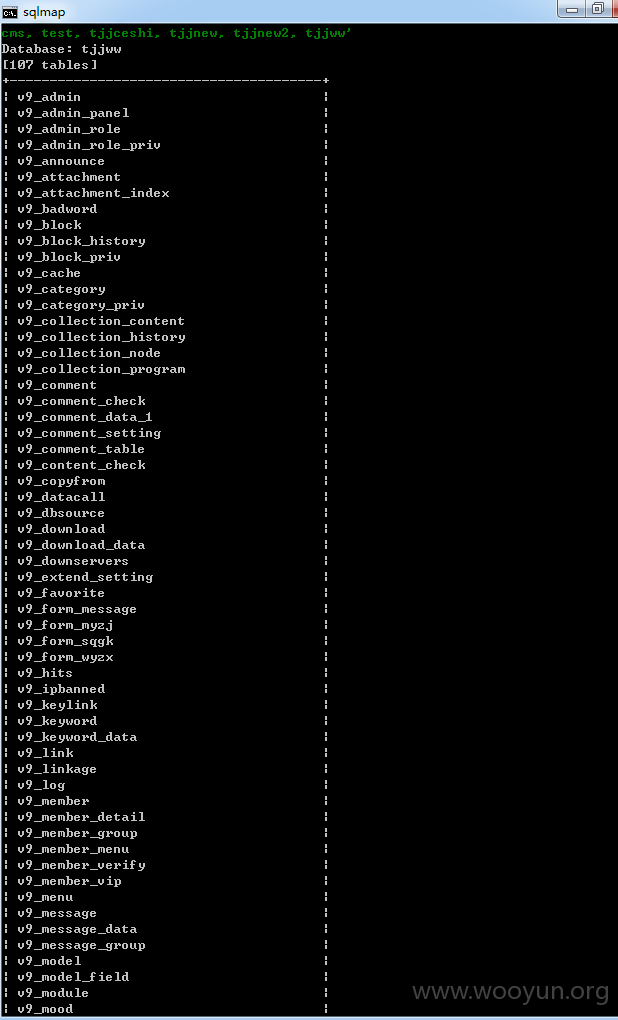 sqlmap
cms, test, tjjceshi, tjjnew, tjjnew2, tjjww'
Database: tjjww
[107 tables]
+---------------------------------------+
¦ v9_admin ¦
¦ v9_admin_panel ¦
¦ v9_admin_role ¦
¦ v9_admin_role_priv ¦
¦ v9_announce ¦
¦ v9_attachment ¦
¦ v9_attachment_index ¦
¦ v9_badword ¦
¦ v9_block ¦
¦ v9_block_history ¦
¦ v9_block_priv ¦
¦ v9_cache ¦
¦ v9_category ¦
¦ v9_category_priv ¦
¦ v9_collection_content ¦
¦ v9_collection_history ¦
¦ v9_collection_node ¦
¦ v9_collection_program ¦
¦ v9_comment ¦
¦ v9_comment_check ¦
¦ v9_comment_data_1 ¦
¦ v9_comment_setting ¦
¦ v9_comment_table ¦
¦ v9_content_check ¦
¦ v9_copyfrom ¦
¦ v9_datacall ¦
¦ v9_dbsource ¦
¦ v9_download ¦
¦ v9_download_data ¦
¦ v9_downservers ¦
¦ v9_extend_setting ¦
¦ v9_favorite ¦
¦ v9_form_message ¦
¦ v9_form_myzj ¦
¦ v9_form_sqgk ¦
¦ v9_form_wyzx ¦
¦ v9_hits ¦
¦ v9_ipbanned ¦
¦ v9_keylink ¦
¦ v9_keyword ¦
¦ v9_keyword_data ¦
¦ v9_link ¦
¦ v9_linkage ¦
¦ v9_log ¦
¦ v9_member ¦
¦ v9_member_detail ¦
¦ v9_member_group ¦
¦ v9_member_menu ¦
¦ v9_member_verify ¦
¦ v9_member_vip ¦
¦ v9_menu ¦
¦ v9_message ¦
¦ v9_message_data ¦
¦ v9_message_group ¦
¦ v9_model ¦
¦ v9_model_field ¦
¦ v9_module ¦
¦ v9_mood ¦
www.wooyun.org